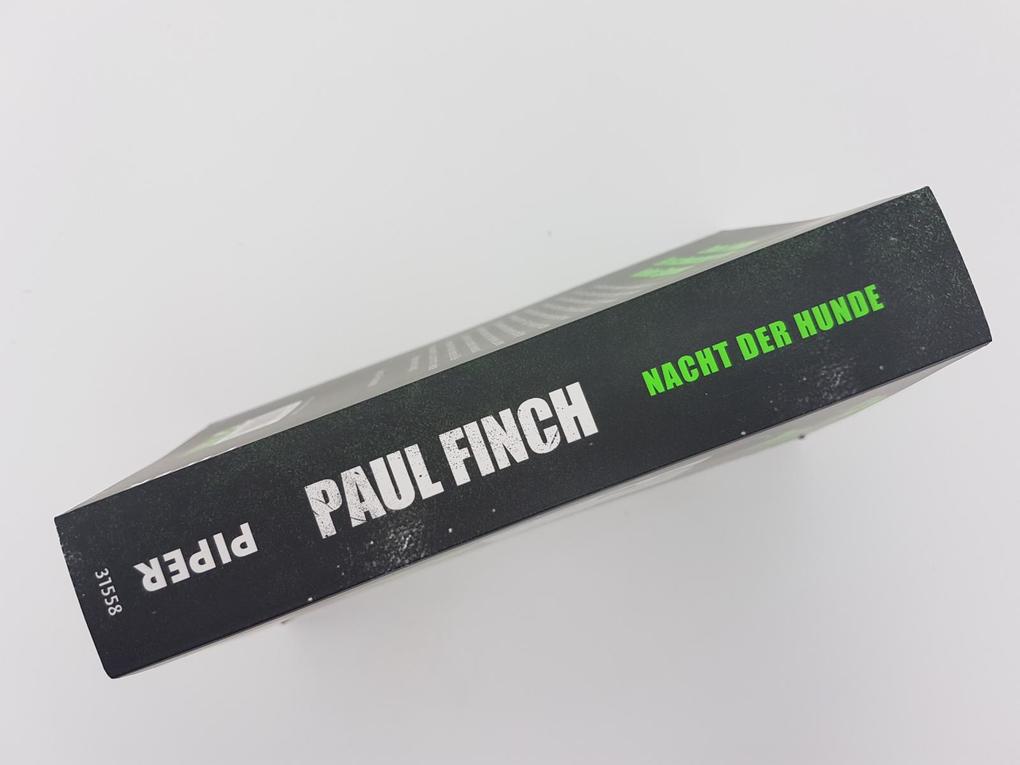 PAUL FINCH
NACHT DER HUNDE
PIPER
31558